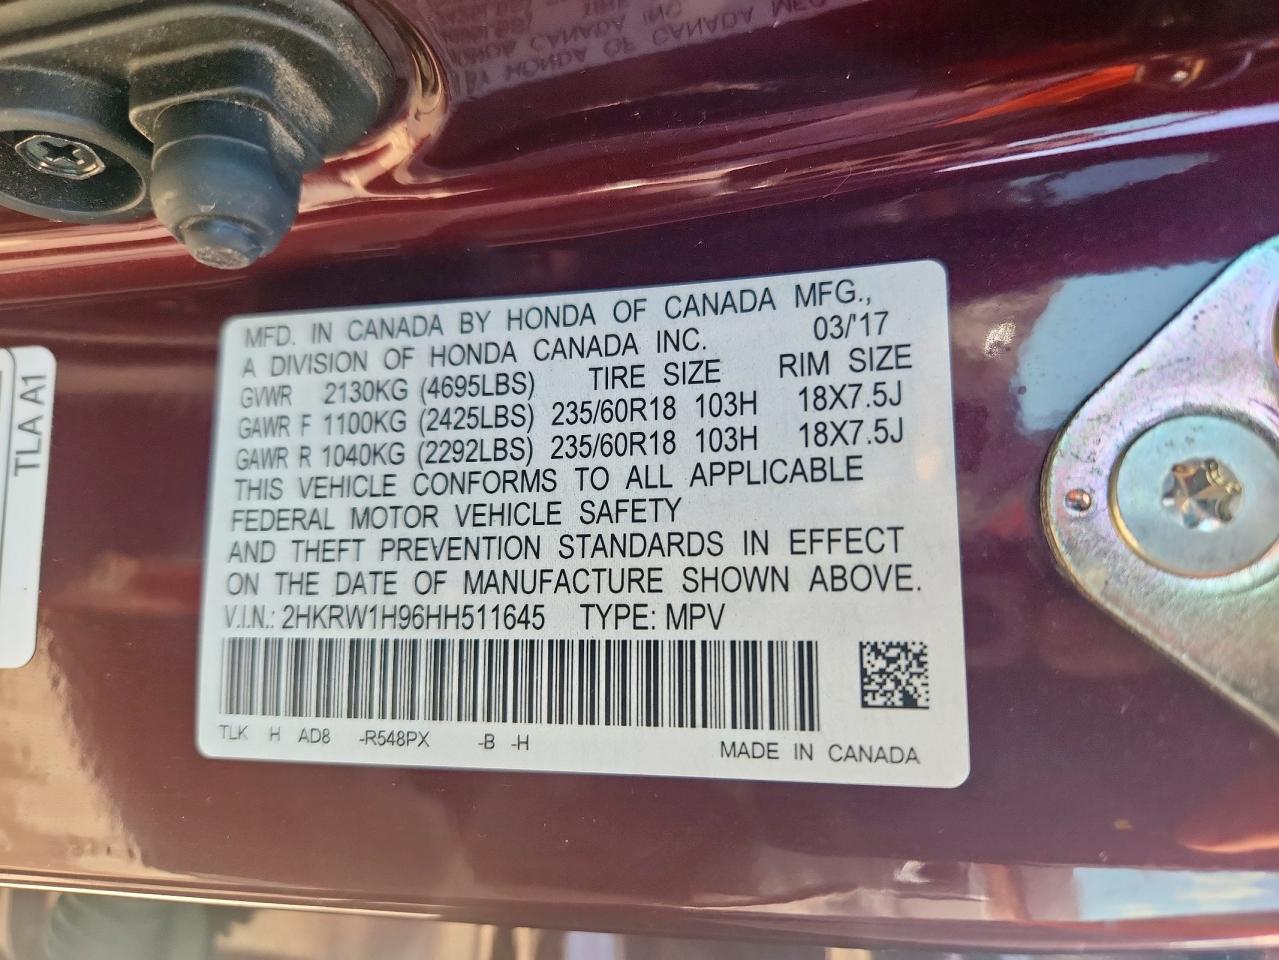 MFD. IN CANADA BY HONDA OF CANADA MFG.,
A DIVISION OF HONDA CANADA INC. 03/'17
GVWR 2130KG (4695LBS) TIRE SIZE RIM SIZE
GAWR F 1100KG (2425LBS) 235/60R18 103H 18X7.5J
GAWR R 1040KG (2292LBS) 235/60R18 103H 18X7.5J
THIS VEHICLE CONFORMS TO ALL APPLICABLE
FEDERAL MOTOR VEHICLE SAFETY
AND THEFT PREVENTION STANDARDS IN EFFECT
ON THE DATE OF MANUFACTURE SHOWN ABOVE.
V.I.N.: 2HKRW1H96HH511645 TYPE: MPV
TLK H AD8 -R548PX -B -H MADE IN CANADA
TLA A1